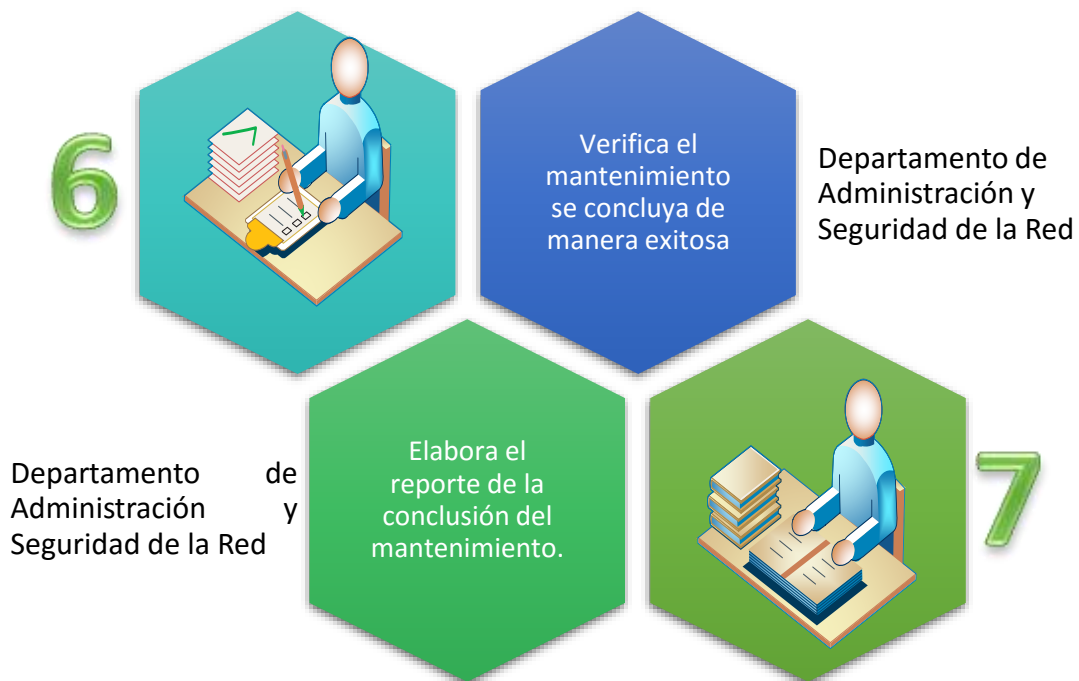 6
Verifica el
mantenimiento
se concluya de
manera exitosa
Departamento de
Administración y
Seguridad de la Red
Departamento de
Administración y
Seguridad de la Red
Elabora el
reporte de la
conclusión del
mantenimiento.
7